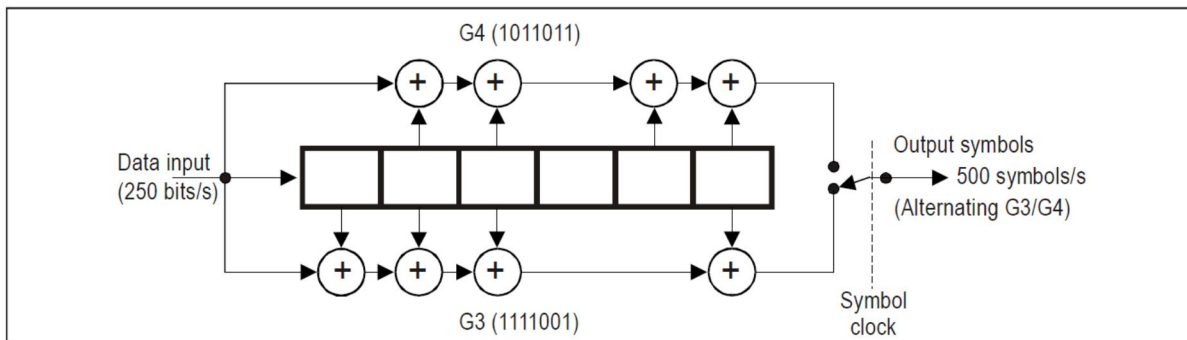 G4 (1011011)
+ + + +
Data input
(250 bits/s)
Output symbols
500 symbols/s
(Alternating G3/G4)
+ + + +
G3 (1111001)
Symbol
clock